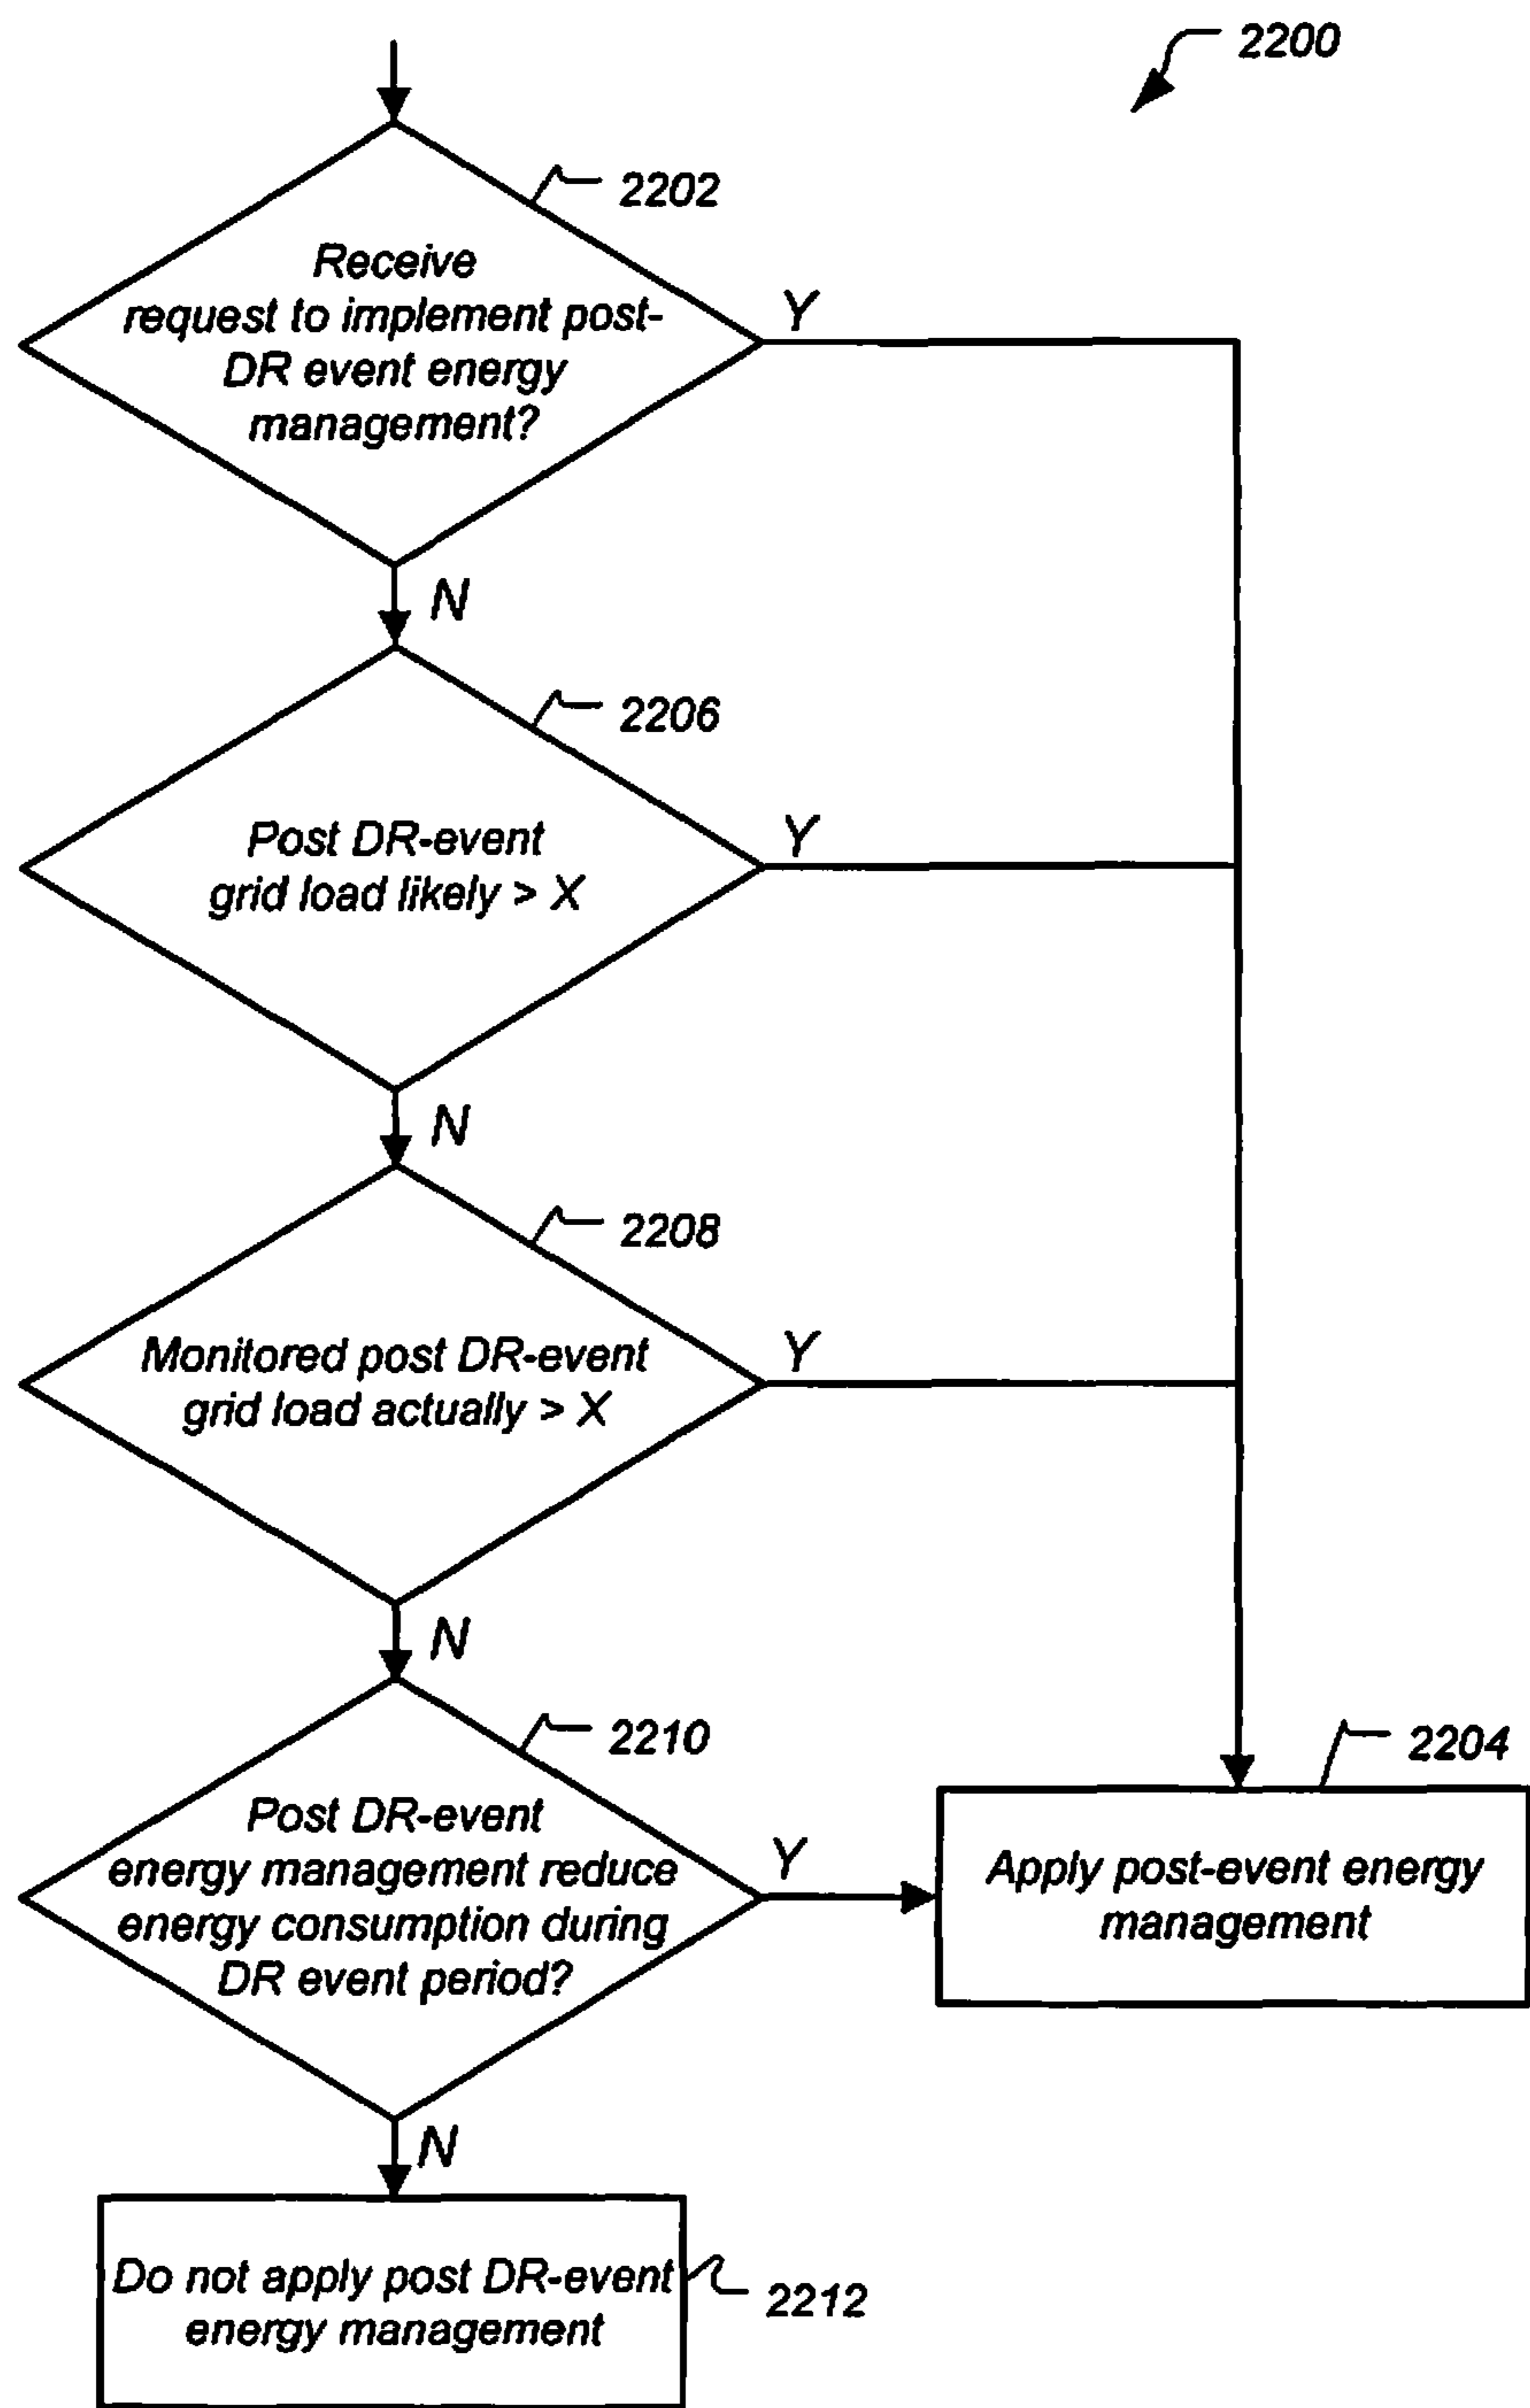 2200
2202
Receive
request to implement post-
DR event energy
management?
Y
N
2206
Post DR-event
grid load likely > X
Y
N
2208
Monitored post DR-event
grid load actually > X
Y
N
2210
Post DR-event
energy management reduce
energy consumption during
DR event period?
Y
2204
Apply post-event energy
management
N
Do not apply post DR-event
energy management
2212